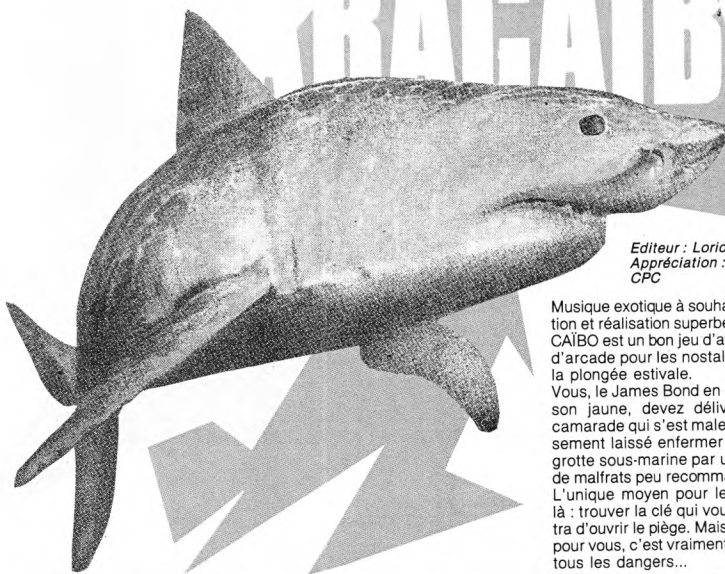 RACAÏB
Editeur : Loric
Appréciation :
CPC
Musique exotique à souha
tion et réalisation superbe
CAÏBO est un bon jeu d'a
d'arcade pour les nostal
la plongée estivale.
Vous, le James Bond en
son jaune, devez déliv
camarade qui s'est male
sement laissé enfermer
grotte sous-marine par u
de malfrats peu recomma
L'unique moyen pour le
là : trouver la clé qui vou
tra d'ouvrir le piège. Mais
pour vous, c'est vraiment
tous les dangers...